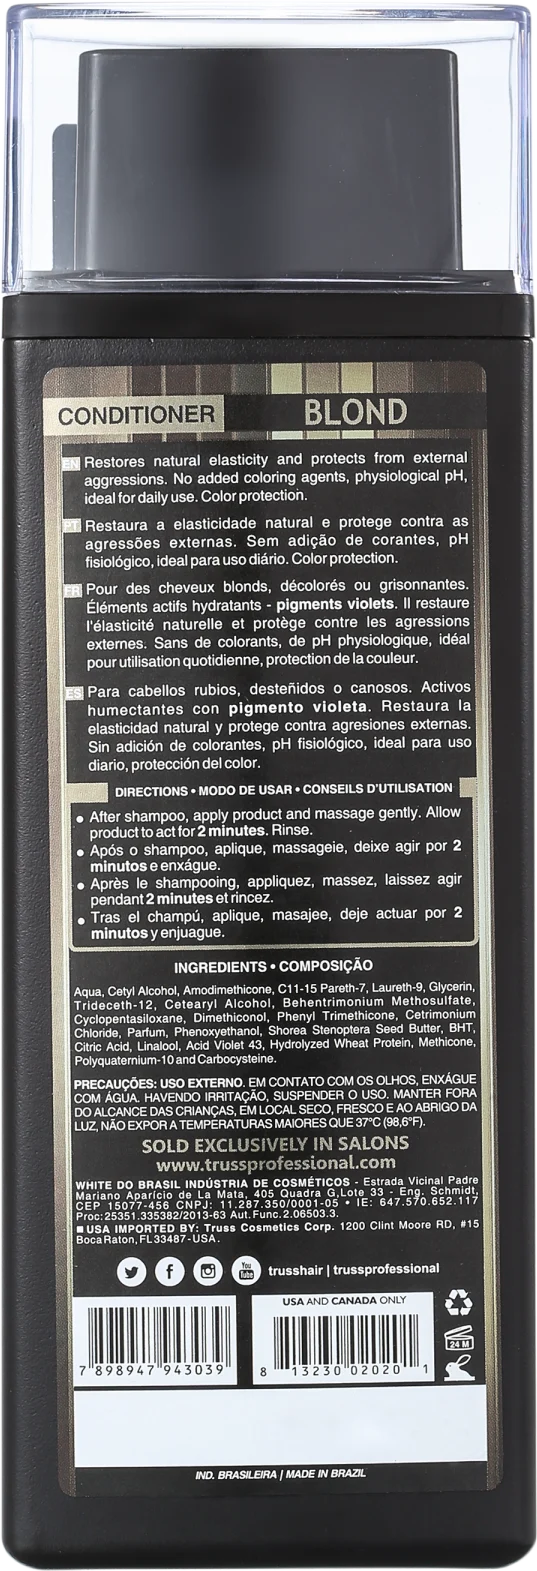 CONDITIONER BLOND
EN Restores natural elasticity and protects from external
aggressions. No added coloring agents, physiological pH,
ideal for daily use. Color protection.
PT Restaura a elasticidade natural e protege contra as
agressões externas. Sem adição de corantes, pH
fisiológico, ideal para uso diário. Color protection.
FR Pour des cheveux blonds, décolorés ou grisonnantes.
Éléments actifs hydratants - pigments violets. Il restaure
l'élasticité naturelle et protège contre les agressions
externes. Sans de colorants, de pH physiologique, idéal
pour utilisation quotidienne, protection de la couleur.
ES Para cabellos rubios, desteñidos o canosos. Activos
humectantes con pigmento violeta. Restaura la
elasticidad natural y protege contra agresiones externas.
Sin adición de colorantes, pH fisiológico, ideal para uso
diario, protección del color.
DIRECTIONS • MODO DE USAR • CONSEILS D'UTILISATION
• After shampoo, apply product and massage gently. Allow
product to act for 2 minutes. Rinse.
• Após o shampoo, aplique, massageie, deixe agir por 2
minutos e enxágue.
• Après le shampooing, appliquez, massez, laissez agir
pendant 2 minutes et rincez.
• Tras el champú, aplique, masajee, deje actuar por 2
minutos y enjuague.
INGREDIENTS • COMPOSIÇÃO
Aqua, Cetyl Alcohol, Amodimethicone, C11-15 Pareth-7, Laureth-9, Glycerin,
Trideceth-12, Cetearyl Alcohol, Behentrimonium Methosulfate,
Cyclopentasiloxane, Dimethiconol, Phenyl Trimethicone, Cetrimonium
Chloride, Parfum, Phenoxyethanol, Shorea Stenoptera Seed Butter, BHT,
Citric Acid, Linalool, Acid Violet 43, Hydrolyzed Wheat Protein, Methicone,
Polyquaternium-10 and Carbocysteine.
PRECAUÇÕES: USO EXTERNO. EM CONTATO COM OS OLHOS, ENXÁGUE
COM ÁGUA. HAVENDO IRRITAÇÃO, SUSPENDER O USO. MANTER FORA
DO ALCANCE DAS CRIANÇAS, EM LOCAL SECO, FRESCO E AO ABRIGO DA
LUZ, NÃO EXPOR A TEMPERATURAS MAIORES QUE 37°C (98,6°F).
SOLD EXCLUSIVELY IN SALONS
www.trussprofessional.com
WHITE DO BRASIL INDÚSTRIA DE COSMÉTICOS - Estrada Vicinal Padre
Mariano Aparício de La Mata, 405 Quadra G,Lote 33 - Eng. Schmidt,
CEP 15077-456 CNPJ: 11.287.350/0001-05 • IE: 647.570.652.117
Proc:25351.335382/2013-63 Aut.Func.2.06503.3.
■ USA IMPORTED BY: Truss Cosmetics Corp. 1200 Clint Moore RD, #15
Boca Raton, FL 33487-USA.
You Tube trusshair | trussprofessional
USA AND CANADA ONLY
7 898947 943039
8 13230 02020 1
24 M
IND. BRASILEIRA | MADE IN BRAZIL